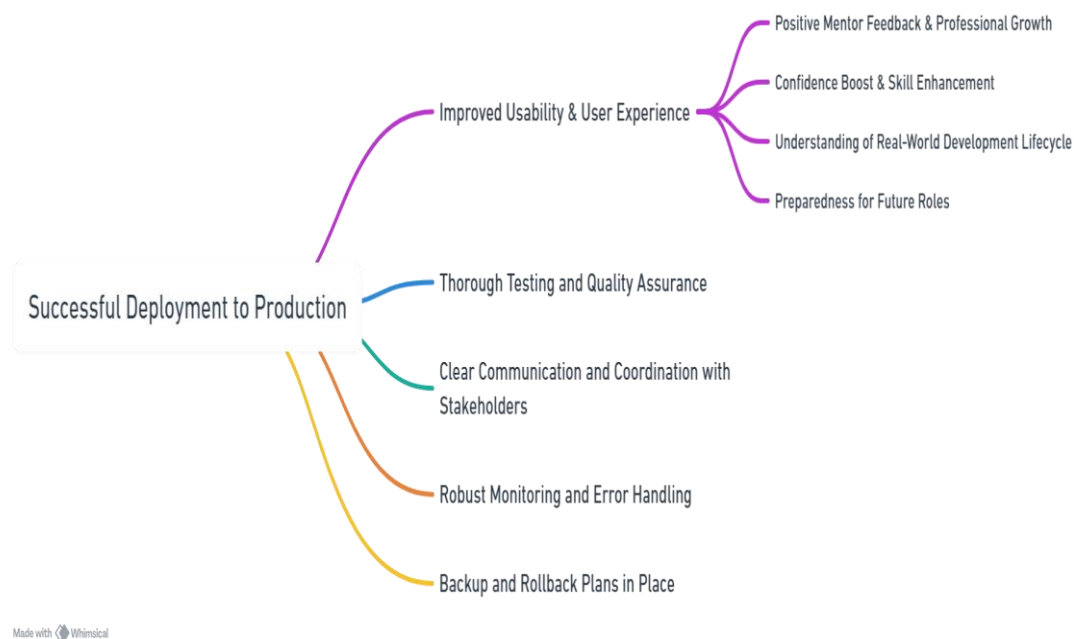 Positive Mentor Feedback & Professional Growth
Confidence Boost & Skill Enhancement
Improved Usability & User Experience
Understanding of Real-World Development Lifecycle
Preparedness for Future Roles
Successful Deployment to Production
Thorough Testing and Quality Assurance
Clear Communication and Coordination with
Stakeholders
Robust Monitoring and Error Handling
Backup and Rollback Plans in Place
Made with Whimsical